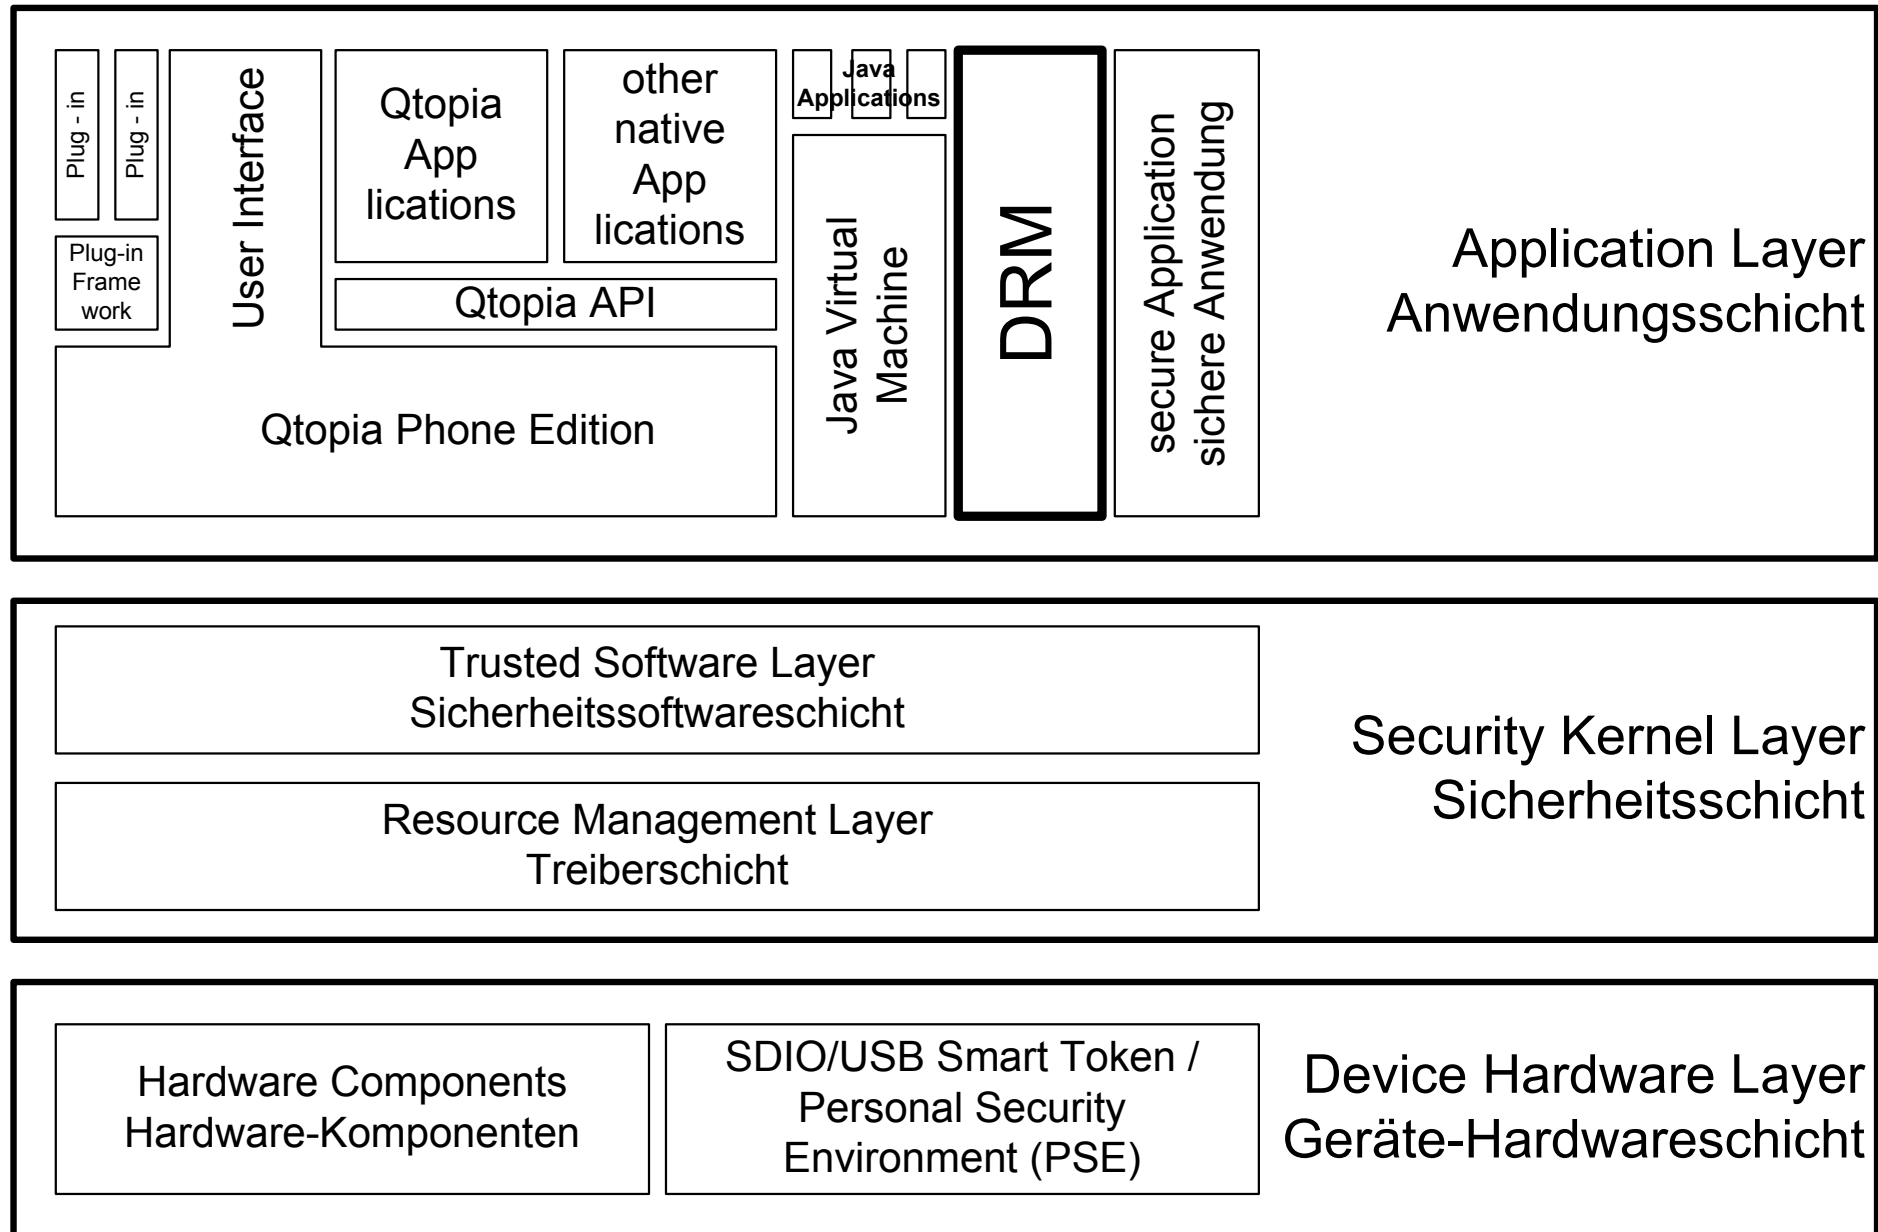 Plug - in
Plug - in
Plug-in
Frame
work
User Interface
Qtopia
App
lications
other
native
App
lications
Qtopia API
Qtopia Phone Edition
Java
Applications
Java Virtual
Machine
DRM
secure Application
sichere Anwendung
Application Layer
Anwendungsschicht
Trusted Software Layer
Sicherheitssoftwareschicht
Resource Management Layer
Treiberschicht
Security Kernel Layer
Sicherheitsschicht
Hardware Components
Hardware-Komponenten
SDIO/USB Smart Token /
Personal Security
Environment (PSE)
Device Hardware Layer
Geräte-Hardwareschicht